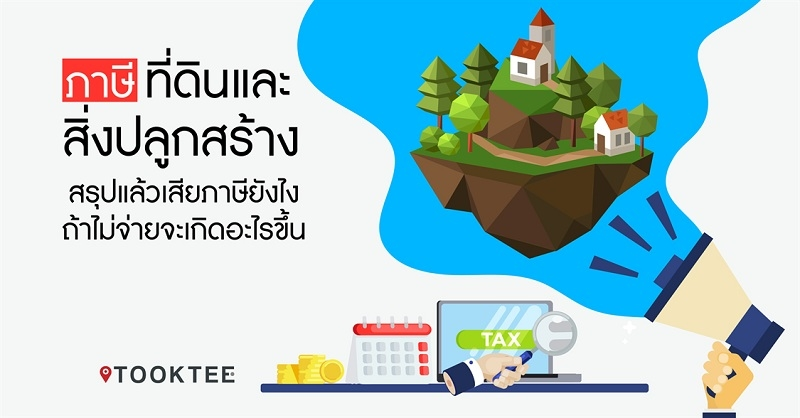 ภาษี ที่ดินและ
สิ่งปลูกสร้าง
สรุปแล้วเสียภาษียังไง
ถ้าไม่จ่ายจะเกิดอะไรขึ้น
TAX
TOOKTEE